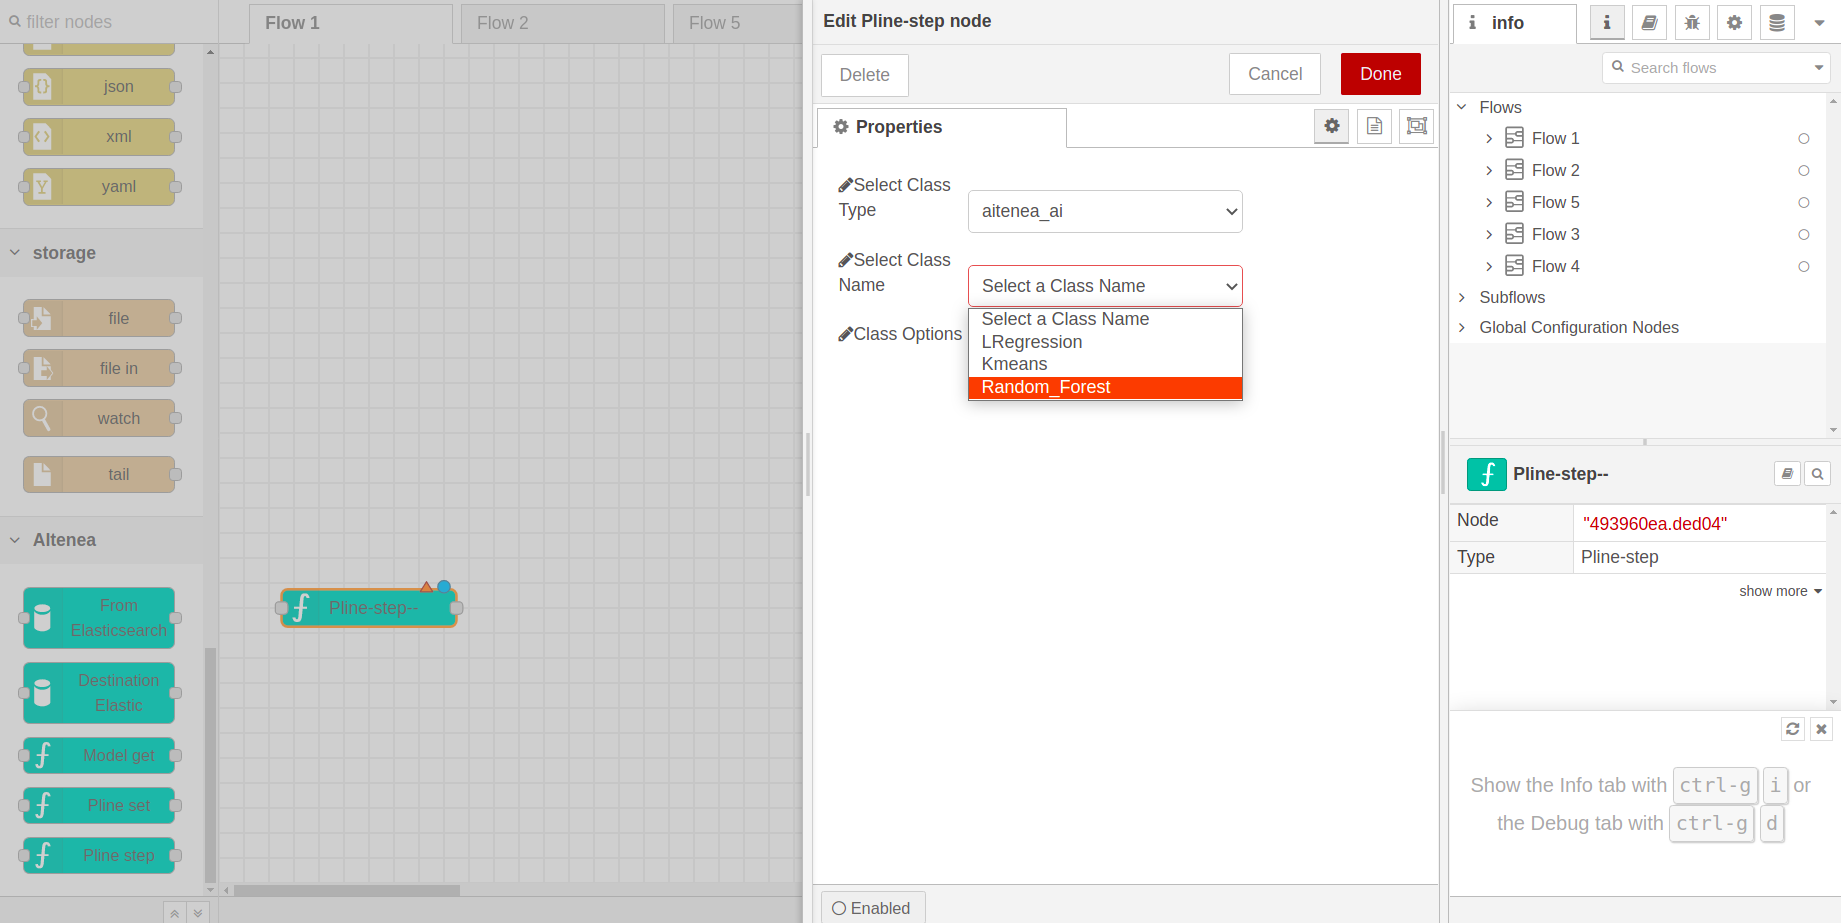 filter nodes
json
xml
yaml
storage
file
file in
watch
tail
AItenea
From
Elasticsearch
Destination
Elastic
Model get
Pline set
Pline step
Flow 1
Flow 2
Flow 5
Pline-step--
Edit Pline-step node
Delete
Cancel
Done
Properties
Select Class
Type
aitenea_ai
Select Class
Name
Select a Class Name
Class Options
Select a Class Name
LRegression
Kmeans
Random_Forest
Enabled
info
Search flows
Flows
Flow 1
Flow 2
Flow 5
Flow 3
Flow 4
Subflows
Global Configuration Nodes
Pline-step--
Node
"493960ea.ded04"
Type
Pline-step
show more
Show the Info tab with ctrl-g i or
the Debug tab with ctrl-g d